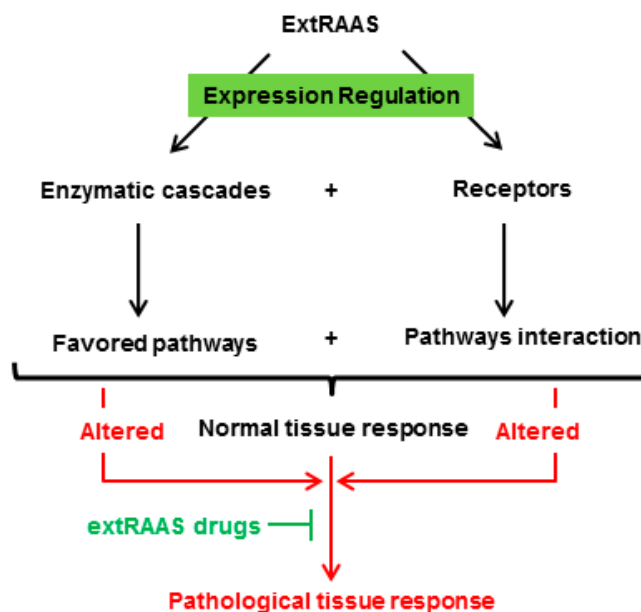 ExtRAAS
Expression Regulation
Enzymatic cascades + Receptors
Favored pathways + Pathways interaction
Altered Normal tissue response Altered
extRAAS drugs
Pathological tissue response